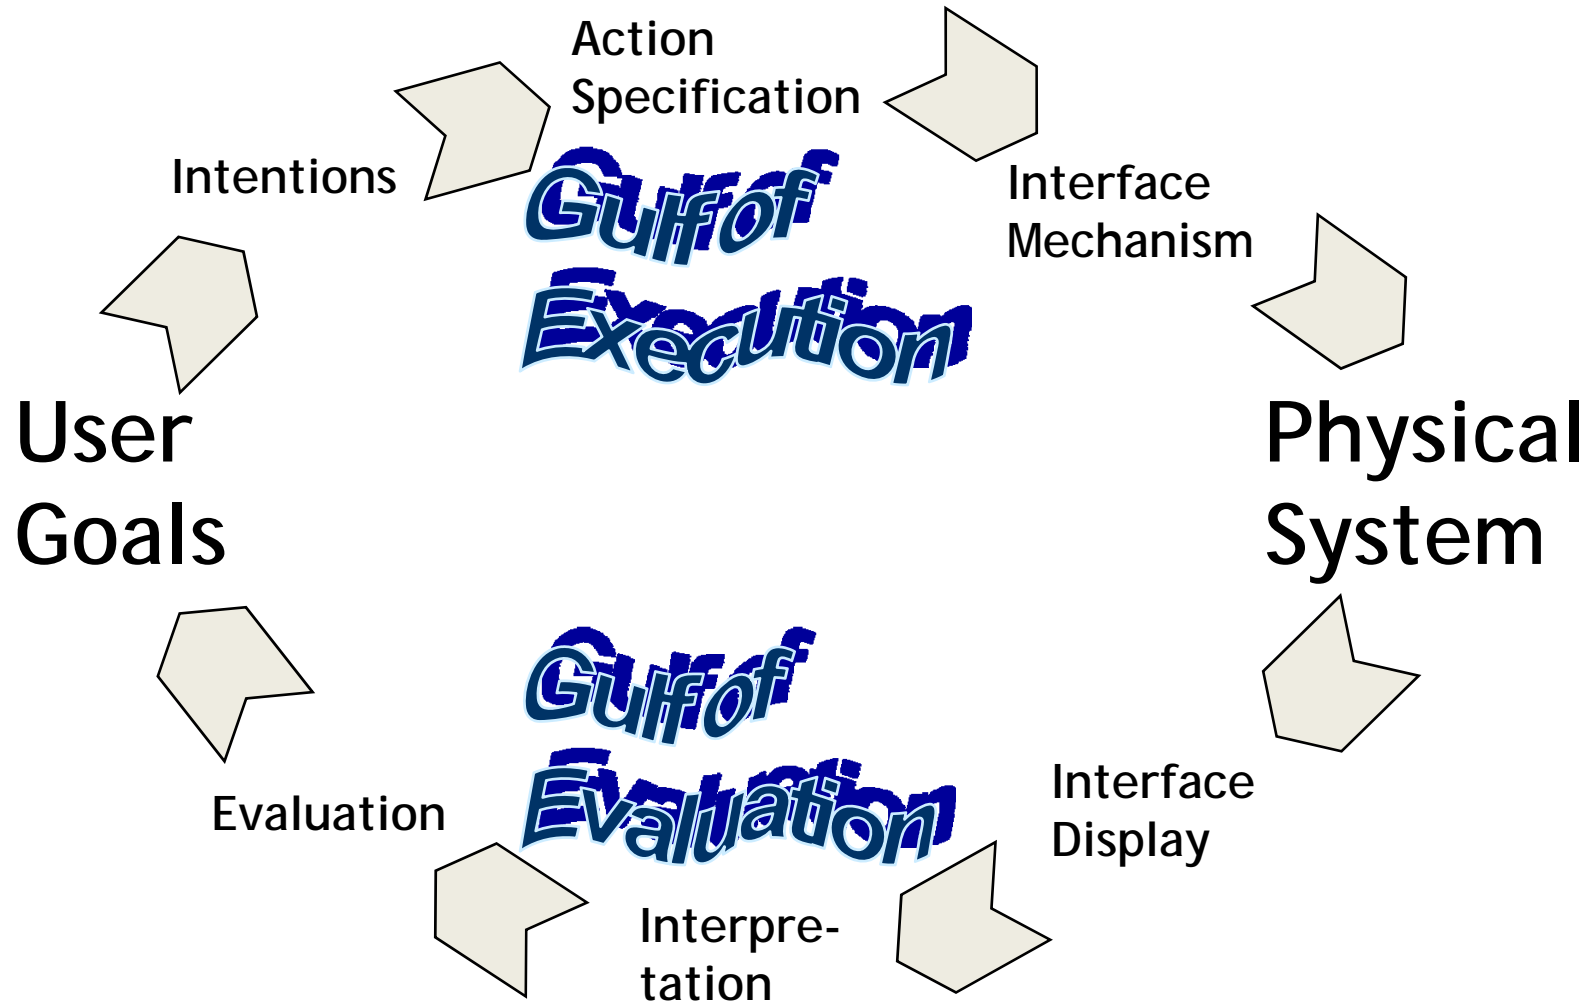 Action
Specification
Intentions
Gulf of
Execution
Interface
Mechanism
User
Goals
Physical
System
Gulf of
Evaluation
Evaluation
Interface
Display
Interpre-
tation